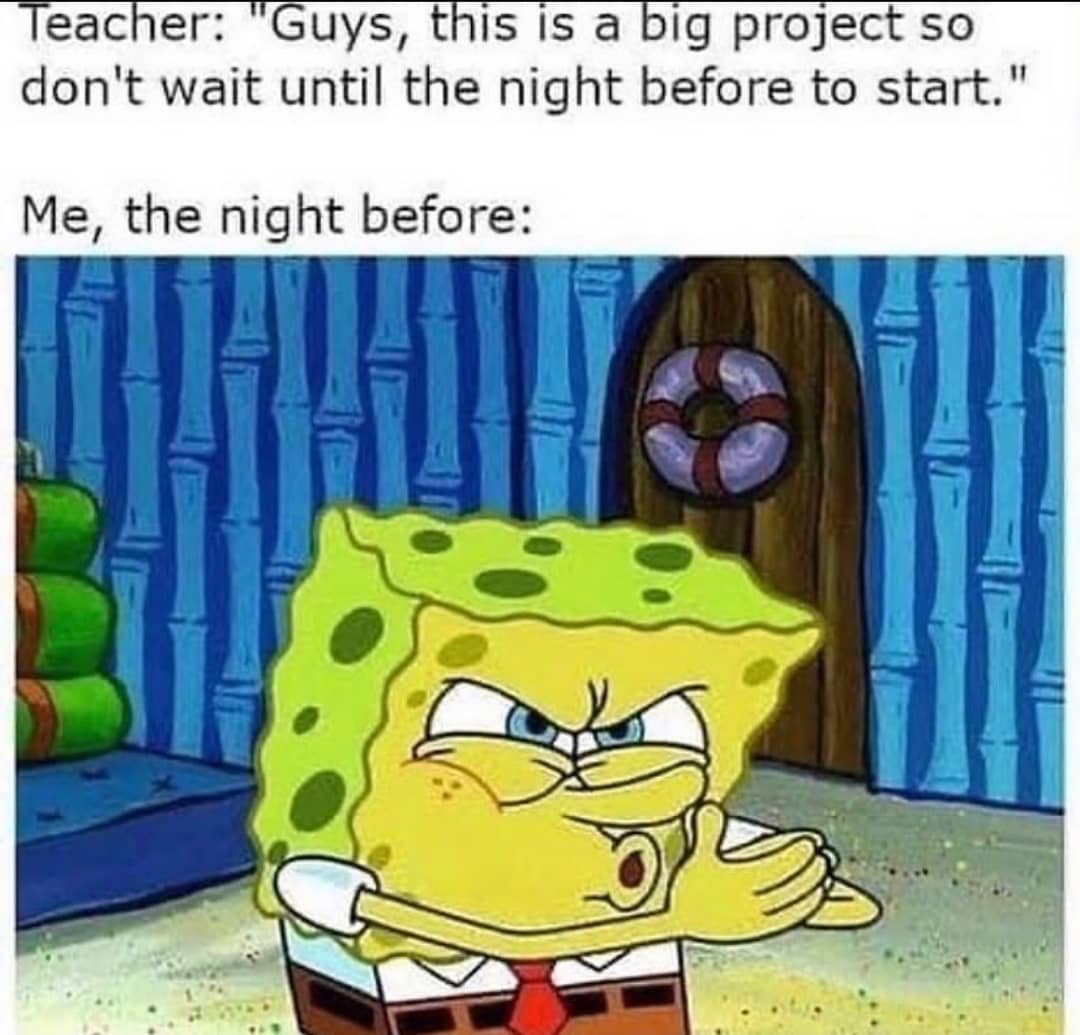 Teacher: "Guys, this is a big project so
don't wait until the night before to start."
Me, the night before: